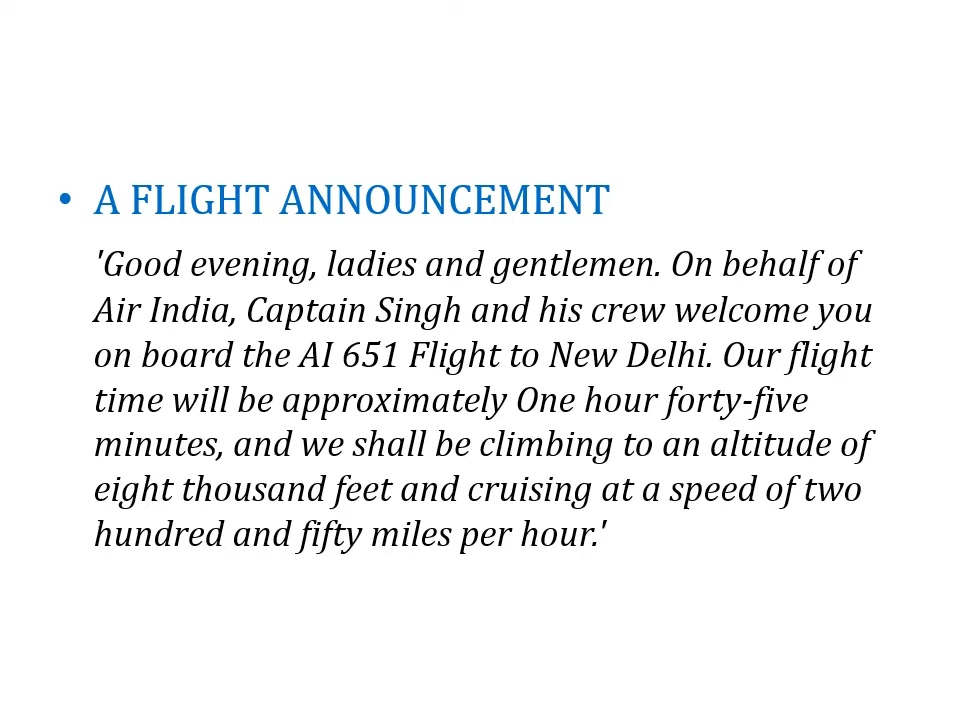 • A FLIGHT ANNOUNCEMENT
'Good evening, ladies and gentlemen. On behalf of
Air India, Captain Singh and his crew welcome you
on board the AI 651 Flight to New Delhi. Our flight
time will be approximately One hour forty-five
minutes, and we shall be climbing to an altitude of
eight thousand feet and cruising at a speed of two
hundred and fifty miles per hour.'